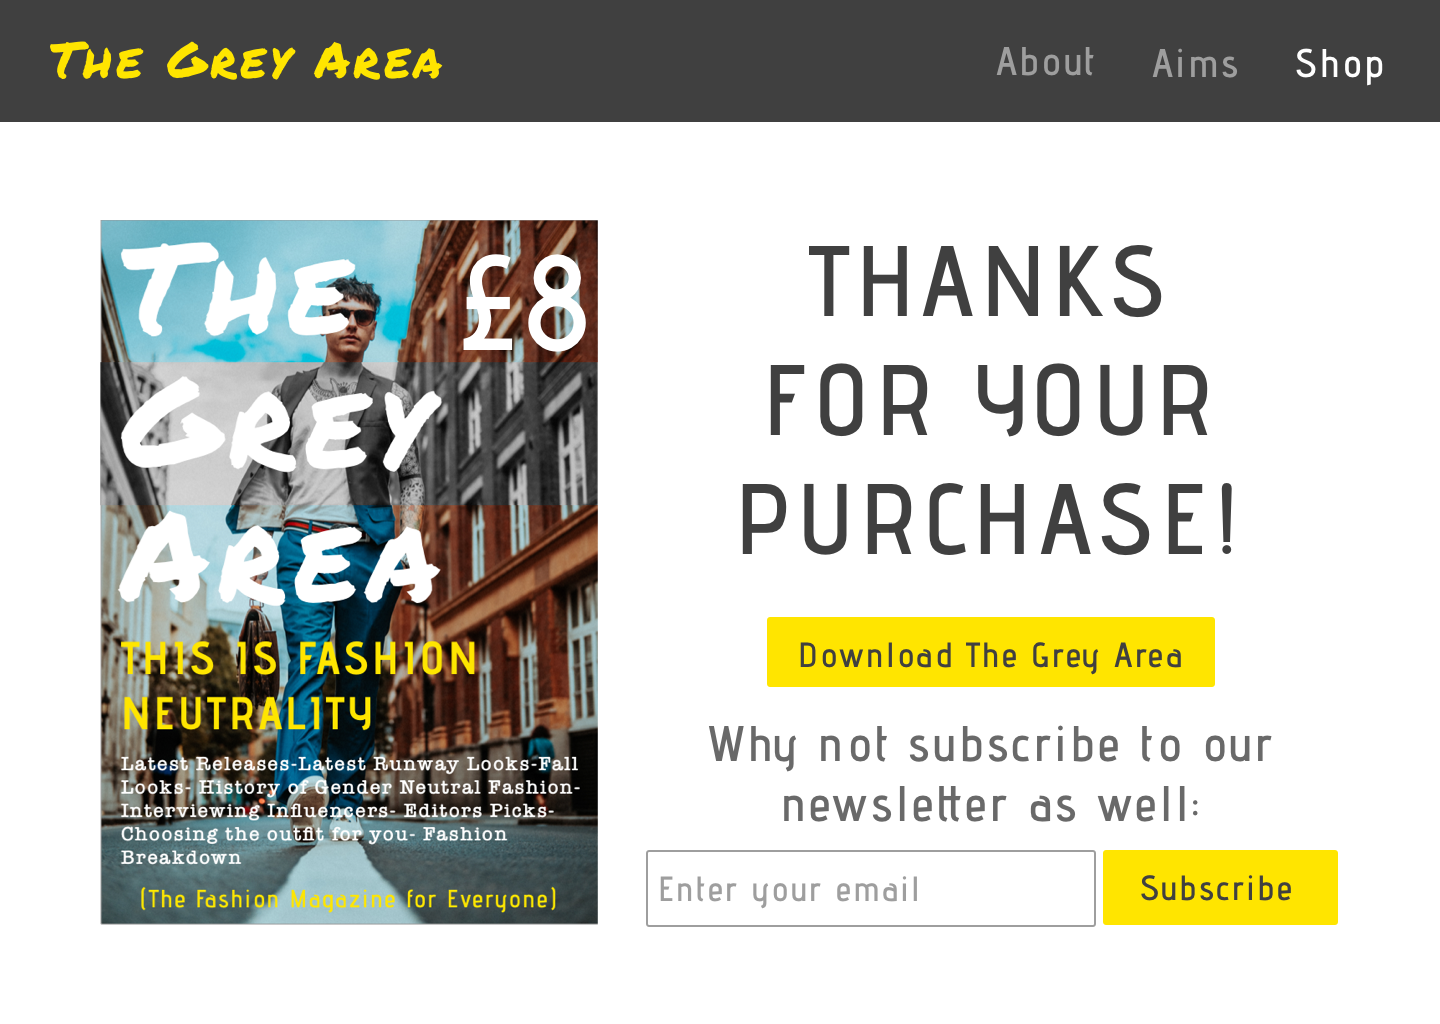 The Grey Area
About Aims Shop
The
£8
Grey
Area
THIS IS FASHION
NEUTRALITY
Latest Releases-Latest Runway Looks-Fall
Looks- History of Gender Neutral Fashion-
Interviewing Influencers- Editors Picks-
Choosing the outfit for you- Fashion
Breakdown
(The Fashion Magazine for Everyone)
THANKS
FOR YOUR
PURCHASE!
Download The Grey Area
Why not subscribe to our
newsletter as well:
Enter your email
Subscribe